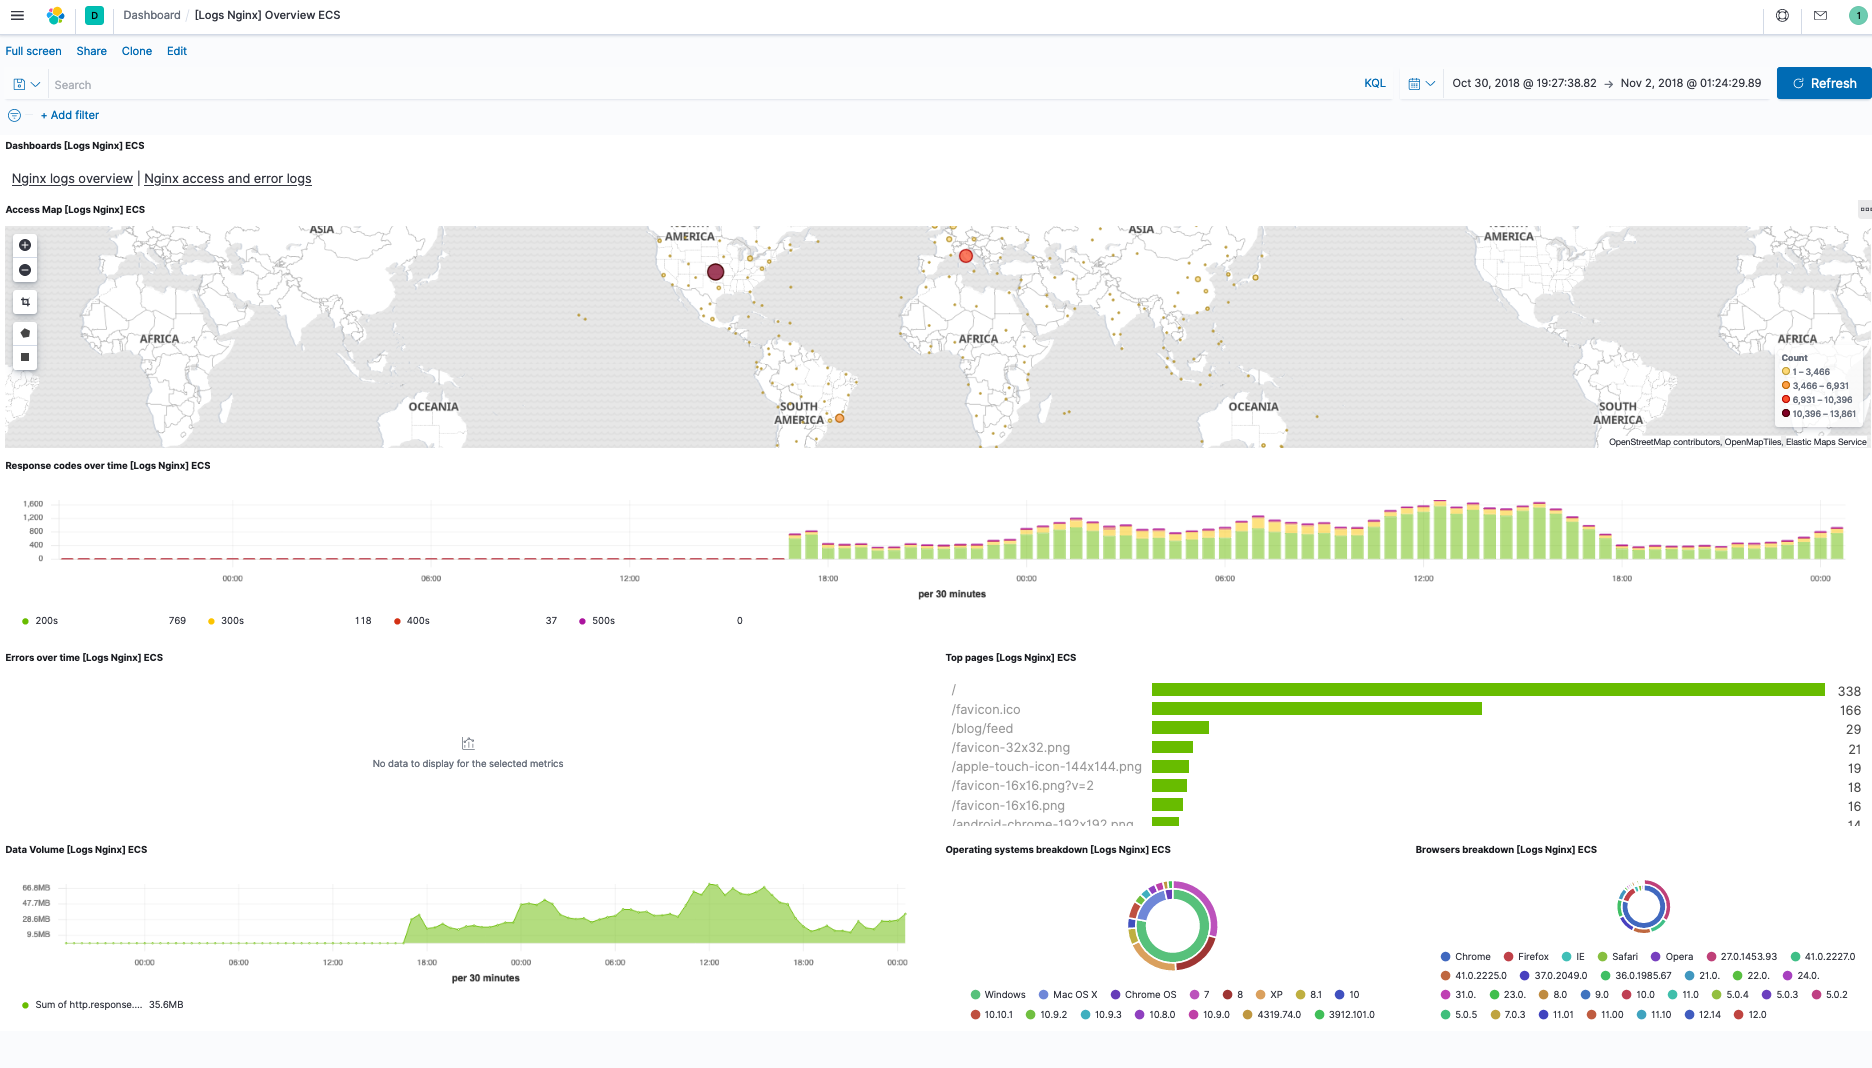 D Dashboard / [Logs Nginx] Overview ECS 1
Full screen Share Clone Edit
Search KQL Oct 30, 2018 @ 19:27:38.82 → Nov 2, 2018 @ 01:24:29.89 Refresh
+ Add filter
Dashboards [Logs Nginx] ECS
Nginx logs overview | Nginx access and error logs
Access Map [Logs Nginx] ECS
ASIA AMERICA ASIA AMERICA
AFRICA AFRICA AFRICA
OCEANIA SOUTH AMERICA OCEANIA SOUTH AMERICA
Count
1 – 3,466
3,466 – 6,931
6,931 – 10,396
10,396 – 13,861
OpenStreetMap contributors, OpenMapTiles, Elastic Maps Service
Response codes over time [Logs Nginx] ECS
1,600
1,200
800
400
0
00:00 06:00 12:00 18:00 00:00 06:00 12:00 18:00 00:00
per 30 minutes
200s 769 300s 118 400s 37 500s 0
Errors over time [Logs Nginx] ECS
No data to display for the selected metrics
Top pages [Logs Nginx] ECS
/ 338
/favicon.ico 166
/blog/feed 29
/favicon-32x32.png 21
/apple-touch-icon-144x144.png 19
/favicon-16x16.png?v=2 18
/favicon-16x16.png 16
/android-chrome-192x192.png 14
Data Volume [Logs Nginx] ECS
66.8MB
47.7MB
28.6MB
9.5MB
00:00 06:00 12:00 18:00 00:00 06:00 12:00 18:00 00:00
per 30 minutes
Sum of http.response.... 35.6MB
Operating systems breakdown [Logs Nginx] ECS
Windows Mac OS X Chrome OS 7 8 XP 8.1 10
10.10.1 10.9.2 10.9.3 10.8.0 10.9.0 4319.74.0 3912.101.0
Browsers breakdown [Logs Nginx] ECS
Chrome Firefox IE Safari Opera 27.0.1453.93 41.0.2227.0
41.0.2225.0 37.0.2049.0 36.0.1985.67 21.0. 22.0. 24.0.
31.0. 23.0. 8.0 9.0 10.0 11.0 5.0.4 5.0.3 5.0.2
5.0.5 7.0.3 11.01 11.00 11.10 12.14 12.0